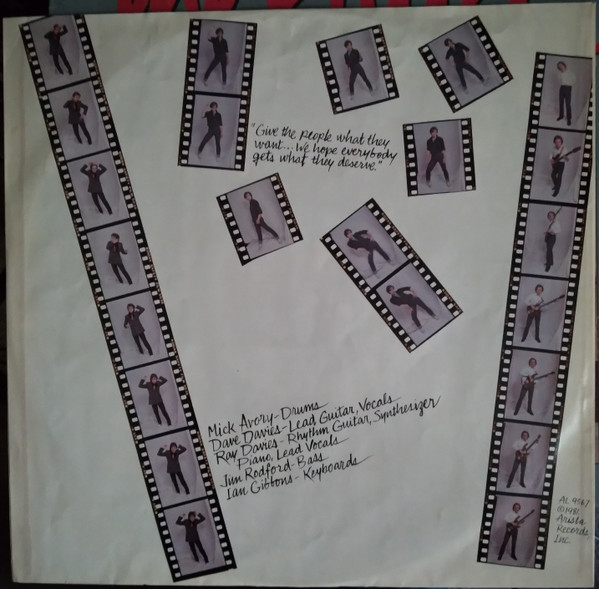 "Give the people what they
want... We hope everybody
gets what they deserve."
Mick Avory-Drums
Dave Davies-Lead Guitar, Vocals
Ray Davies-Rhythm Guitar, Synthesizer
Piano, Lead Vocals
Jim Rodford-Bass
Ian Gibbons-Keyboards
AL 9567
©1981
Arista
Records,
Inc.